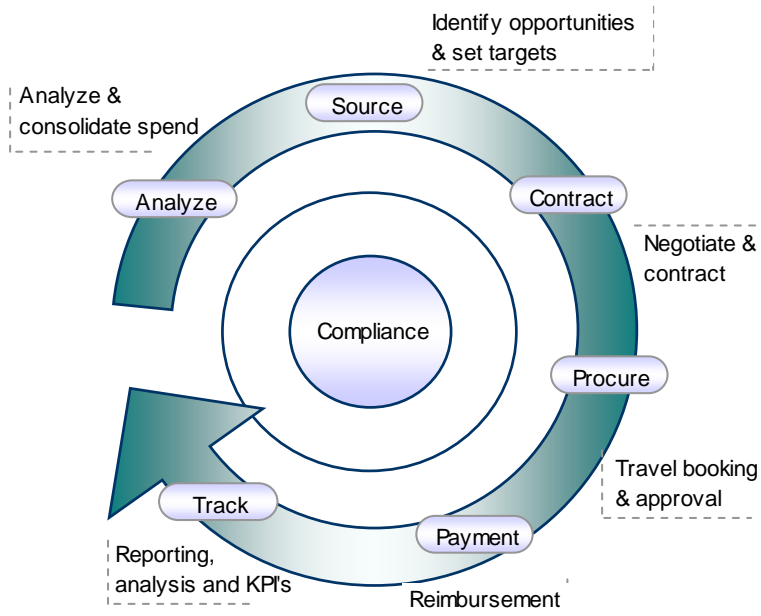 Identify opportunities
& set targets
Analyze &
consolidate spend
Source
Analyze
Contract
Negotiate &
contract
Compliance
Procure
Travel booking
& approval
Track
Payment
Reporting,
analysis and KPI's
Reimbursement